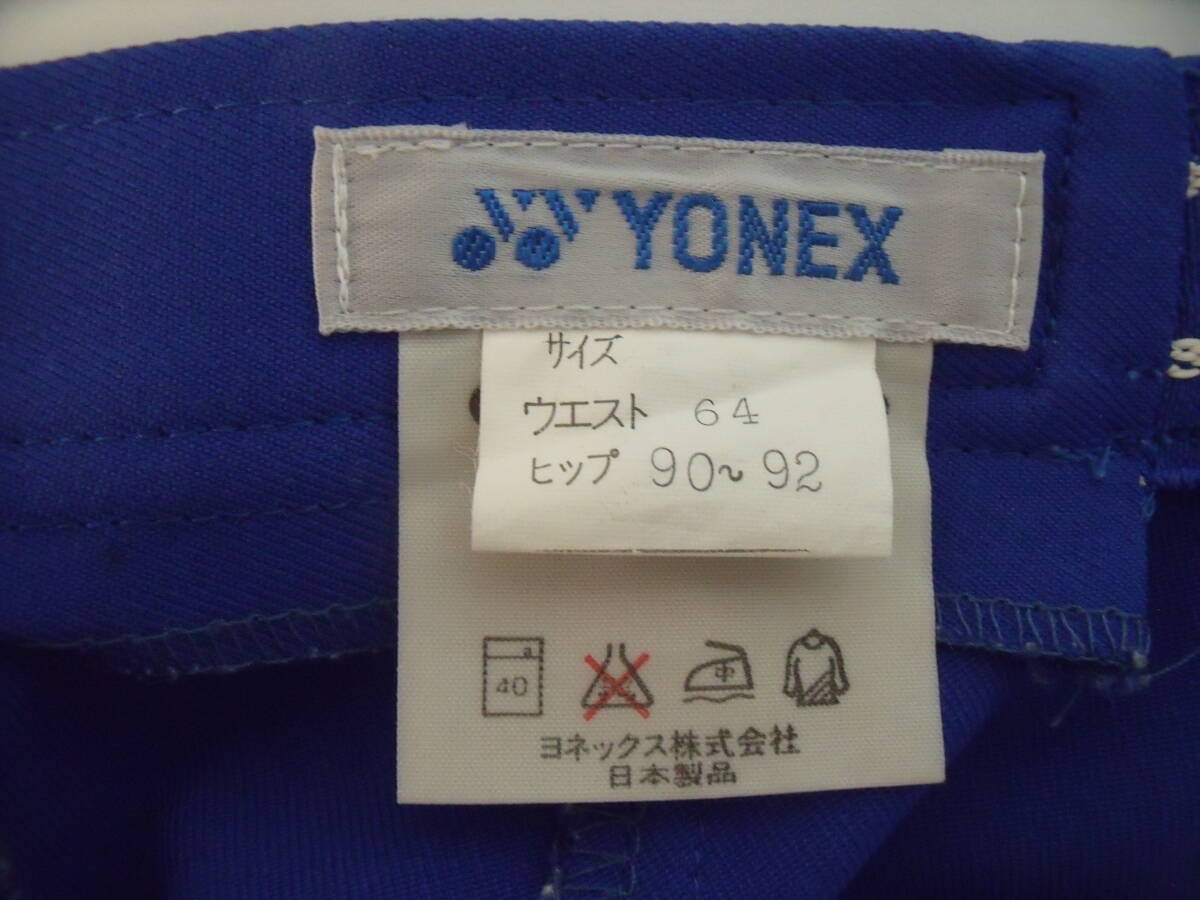 YONEX
サイズ
ウエスト 64
ヒップ 90~92
a
40
中
ヨネックス株式会社
日本製品